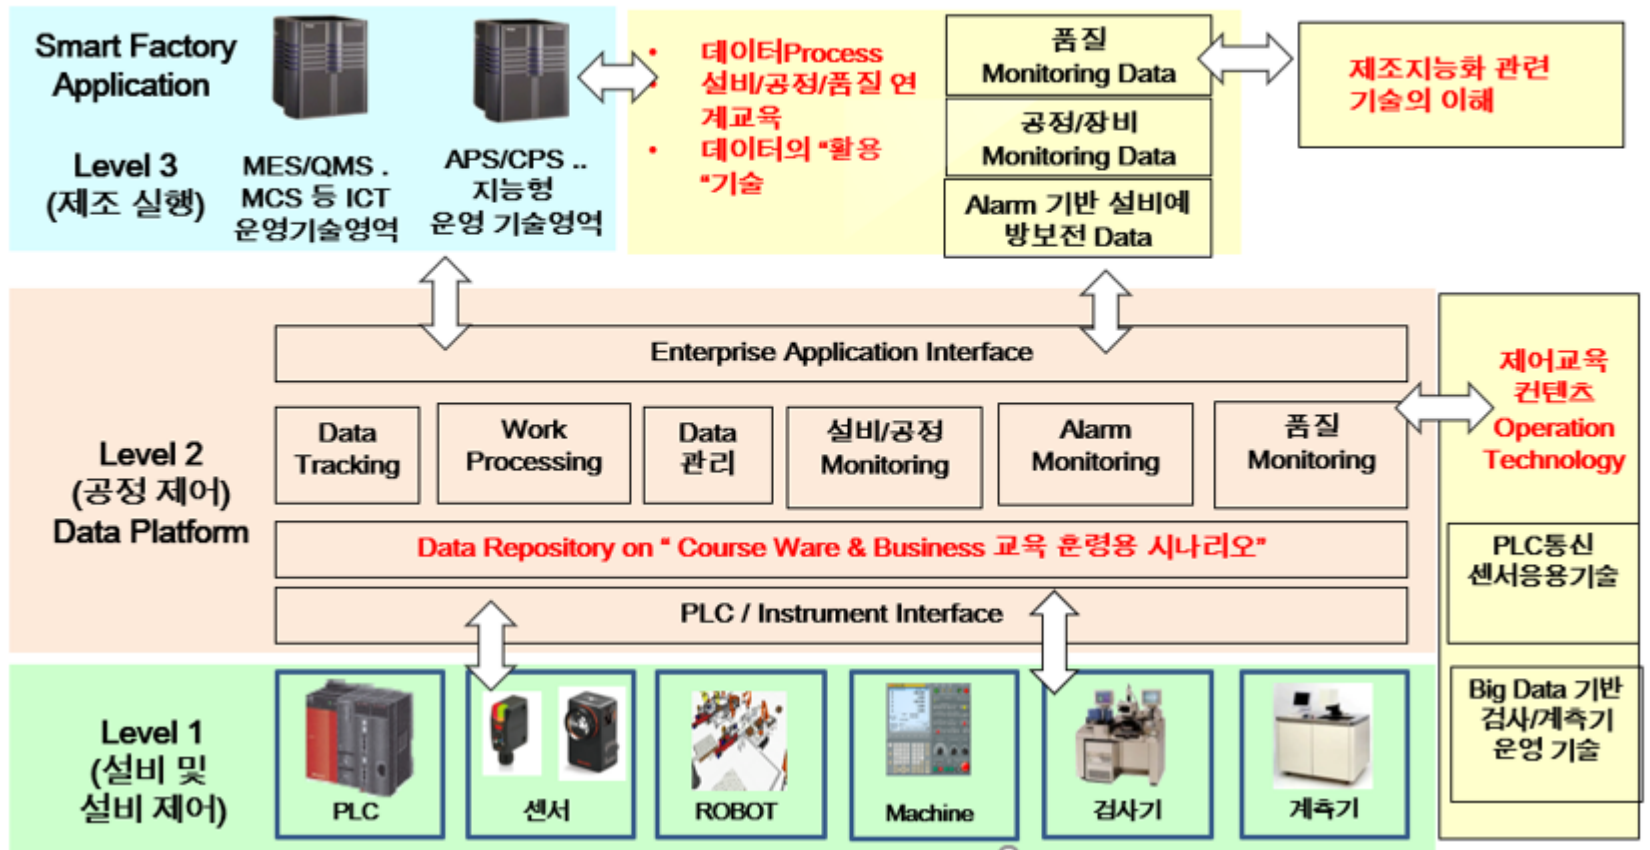 Smart Factory
Application
Level 3
(제조 실행)
MES/QMS .
MCS 등 ICT
운영기술영역
APS/CPS ..
지능형
운영 기술영역
• 데이터Process
• 설비/공정/품질 연
계교육
• 데이터의 “활용
“기술
품질
Monitoring Data
공정/장비
Monitoring Data
Alarm 기반 설비예
방보전 Data
제조지능화 관련
기술의 이해
Level 2
(공정 제어)
Data Platform
Enterprise Application Interface
Data
Tracking
Work
Processing
Data
관리
설비/공정
Monitoring
Alarm
Monitoring
품질
Monitoring
Data Repository on “ Course Ware & Business 교육 훈령용 시나리오”
PLC / Instrument Interface
제어교육
컨텐츠
Operation
Technology
PLC통신
센서응용기술
Big Data 기반
검사/계측기
운영 기술
Level 1
(설비 및
설비 제어)
PLC
센서
ROBOT
Machine
검사기
계측기